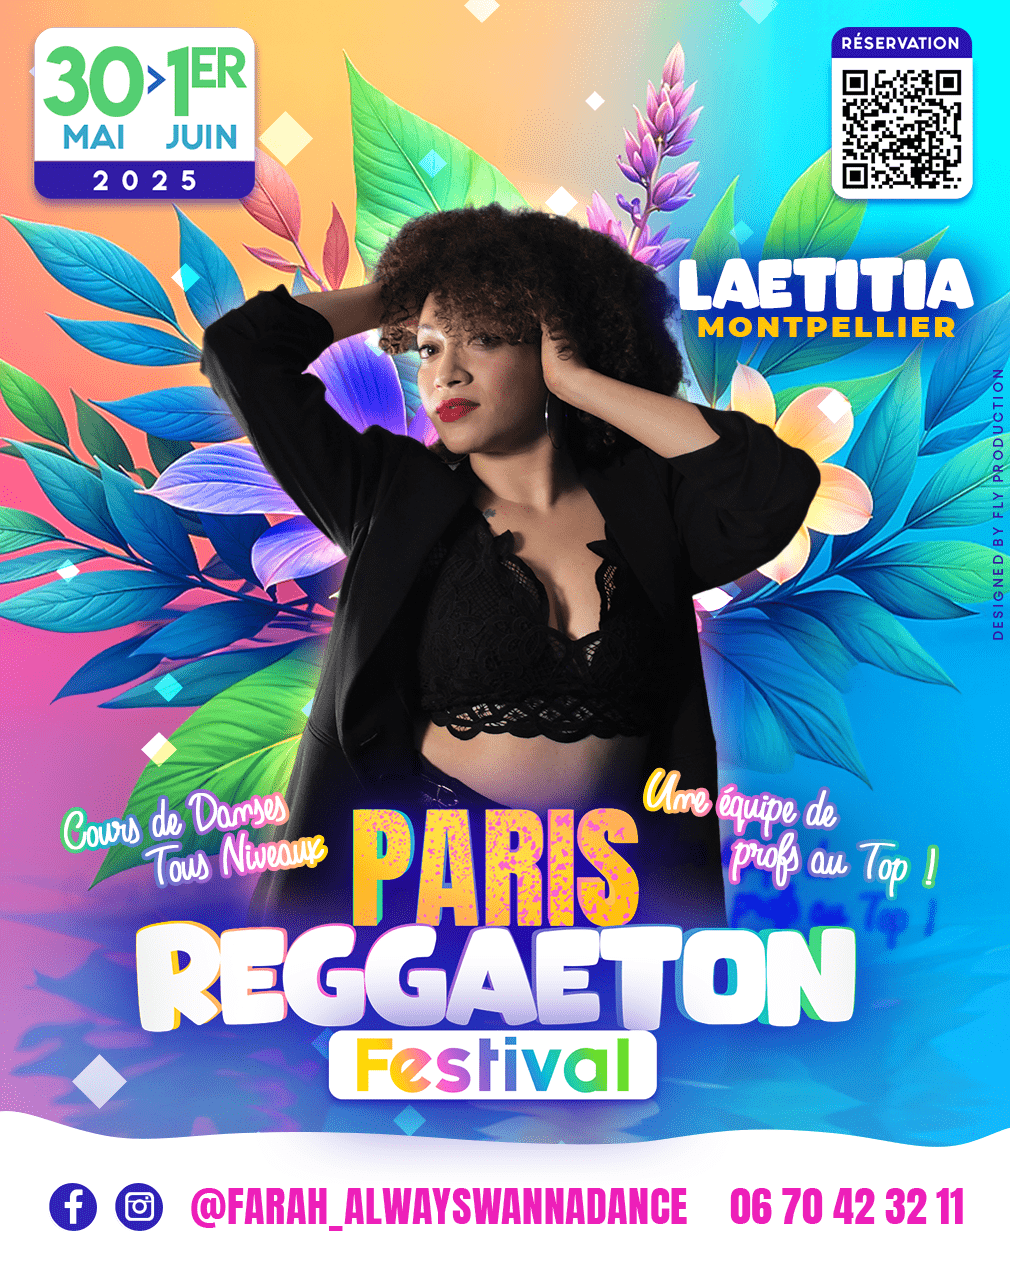 30>1ER
MAI JUIN
2025
RÉSERVATION
LAETITIA
MONTPELLIER
DESIGNED BY FLY PRODUCTION
Cours de Danses
Tous Niveaux
Une équipe de
profs au Top !
PARIS
REGGAETON
Festival
@FARAH_ALWAYSWANNADANCE 06 70 42 32 11